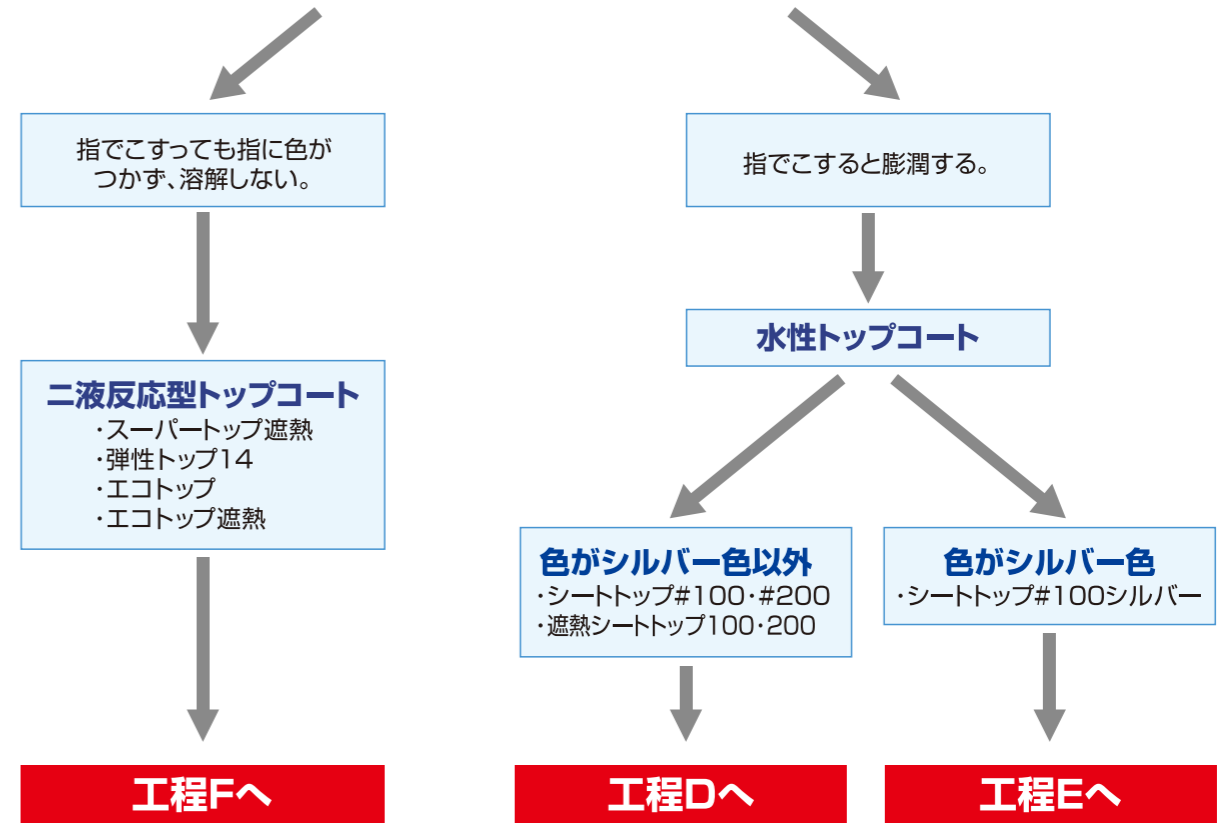 指でこすっても指に色が
つかず、溶解しない。
指でこすると膨潤する。
水性トップコート
二液反応型トップコート
・スーパートップ遮熱
・弾性トップ14
・エコトップ
・エコトップ遮熱
色がシルバー色以外
・シートトップ#100・#200
・遮熱シートトップ100・200
色がシルバー色
・シートトップ#100シルバー
工程Fへ
工程Dへ
工程Eへ